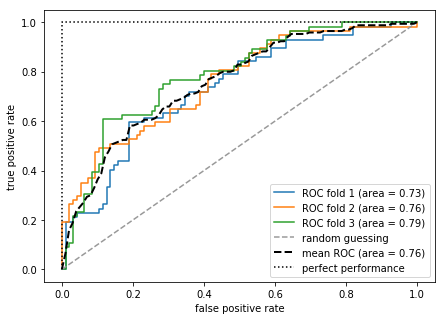 1.0
0.8
0.6
0.4
0.2
0.0
true positive rate
0.0 0.2 0.4 0.6 0.8 1.0
false positive rate
ROC fold 1 (area = 0.73)
ROC fold 2 (area = 0.76)
ROC fold 3 (area = 0.79)
random guessing
mean ROC (area = 0.76)
perfect performance